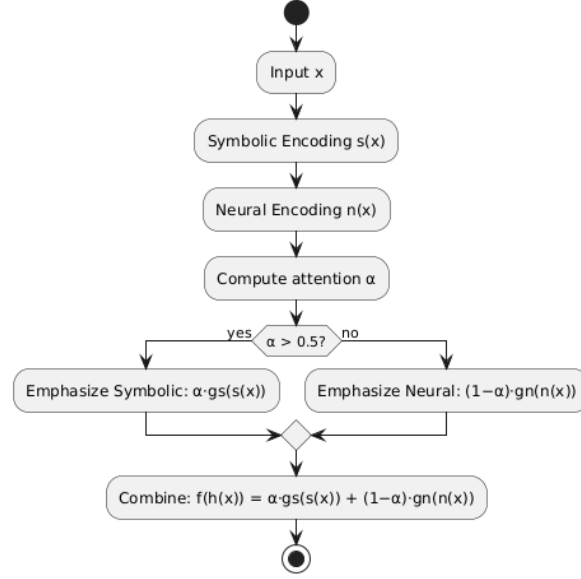 Input x
Symbolic Encoding s(x)
Neural Encoding n(x)
Compute attention α
yes
α > 0.5?
no
Emphasize Symbolic: α·gs(s(x))
Emphasize Neural: (1−α)·gn(n(x))
Combine: f(h(x)) = α·gs(s(x)) + (1−α)·gn(n(x))